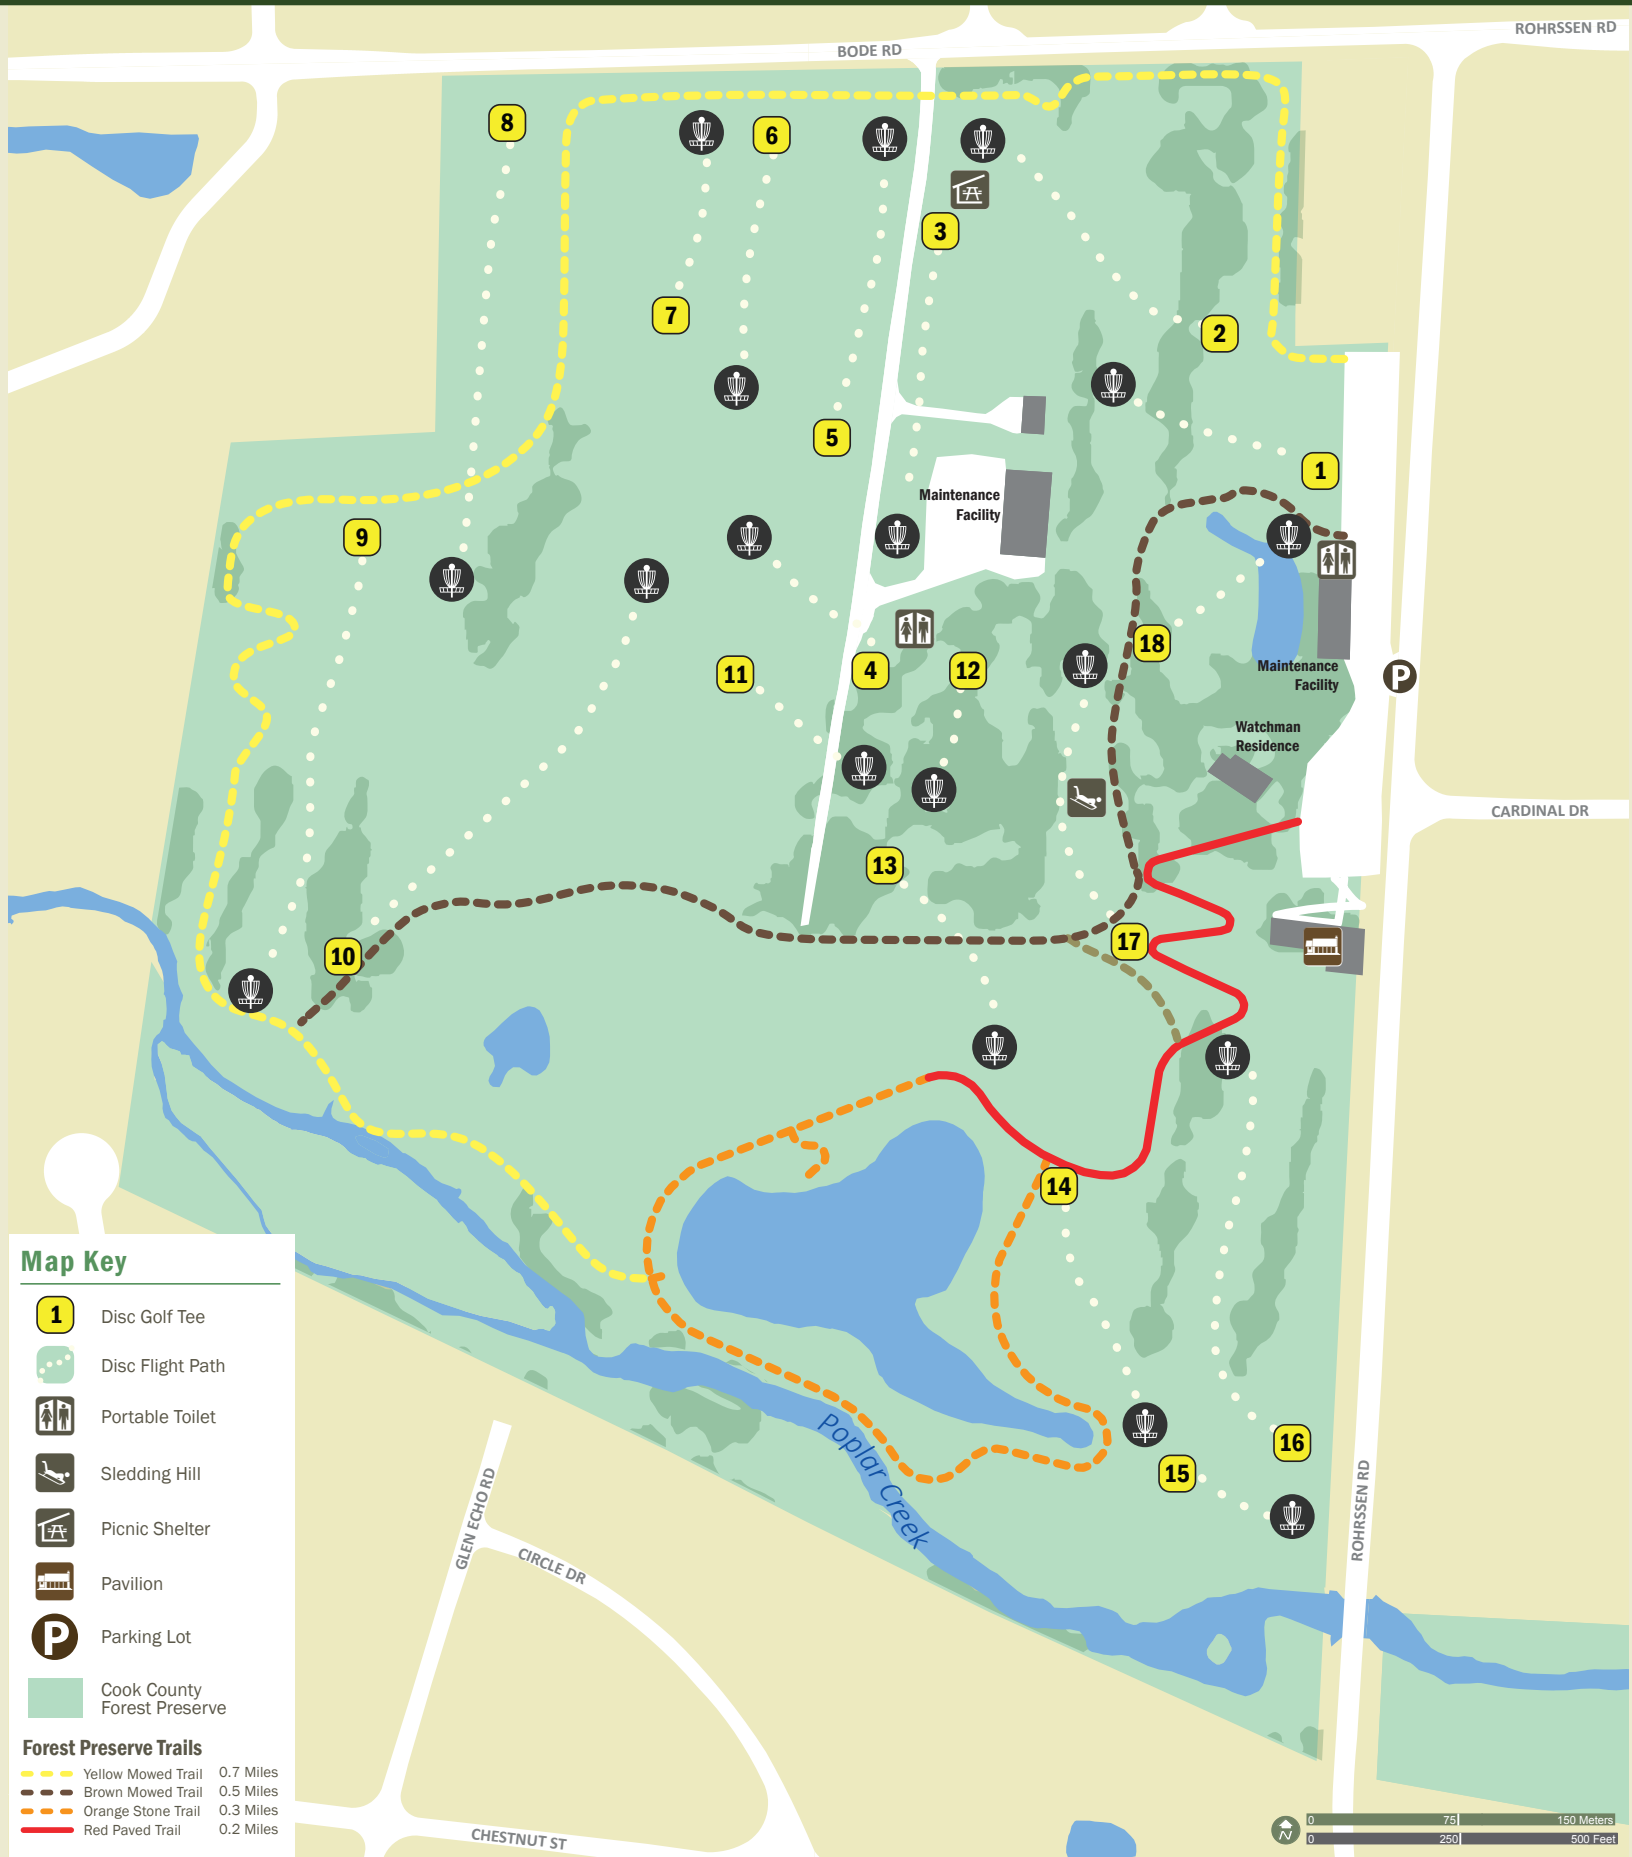 ROHRSSEN RD
BODE RD
8
6
3
7
2
5
1
Maintenance
Facility
9
18
4
12
11
Maintenance
Facility
P
Watchman
Residence
CARDINAL DR
13
17
10
14
16
15
Poplar Creek
GLEN ECHO RD
CIRCLE DR
ROHRSSEN RD
CHESTNUT ST
Map Key
1 Disc Golf Tee
Disc Flight Path
Portable Toilet
Sledding Hill
Picnic Shelter
Pavilion
P Parking Lot
Cook County
Forest Preserve
Forest Preserve Trails
Yellow Mowed Trail 0.7 Miles
Brown Mowed Trail 0.5 Miles
Orange Stone Trail 0.3 Miles
Red Paved Trail 0.2 Miles
N
0 75 150 Meters
0 250 500 Feet